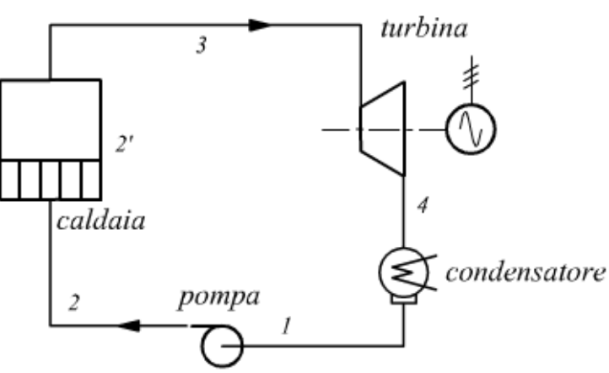 turbina
3
2'
caldaia
4
condensatore
pompa
2
1